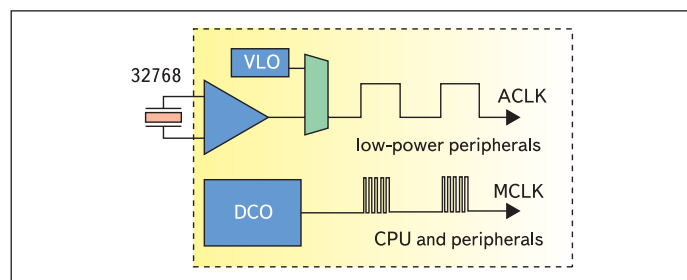 VLO
32768
ACLK
low-power peripherals
MCLK
DCO
CPU and peripherals